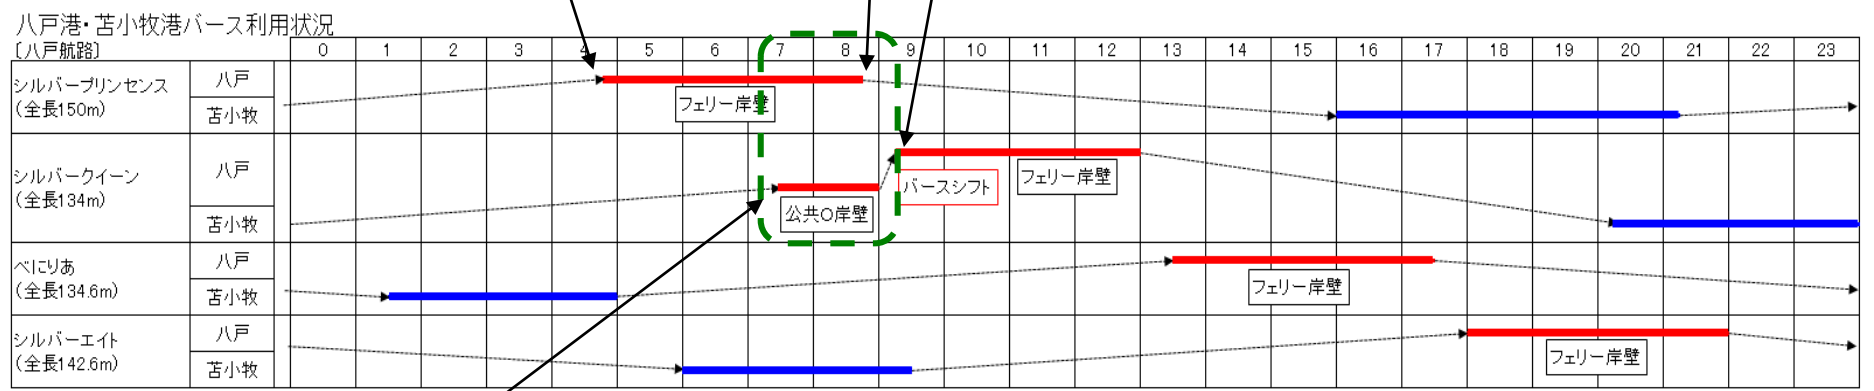 八戸港・苫小牧港バース利用状況
〔八戸航路〕 0 1 2 3 4 5 6 7 8 9 10 11 12 13 14 15 16 17 18 19 20 21 22 23
シルバープリンセンス
(全長150m)
八戸
苫小牧
フェリー岸壁
シルバークイーン
(全長134m)
八戸
苫小牧
バースシフト
フェリー岸壁
公共O岸壁
べにりあ
(全長134.6m)
八戸
苫小牧
フェリー岸壁
シルバーエイト
(全長142.6m)
八戸
苫小牧
フェリー岸壁